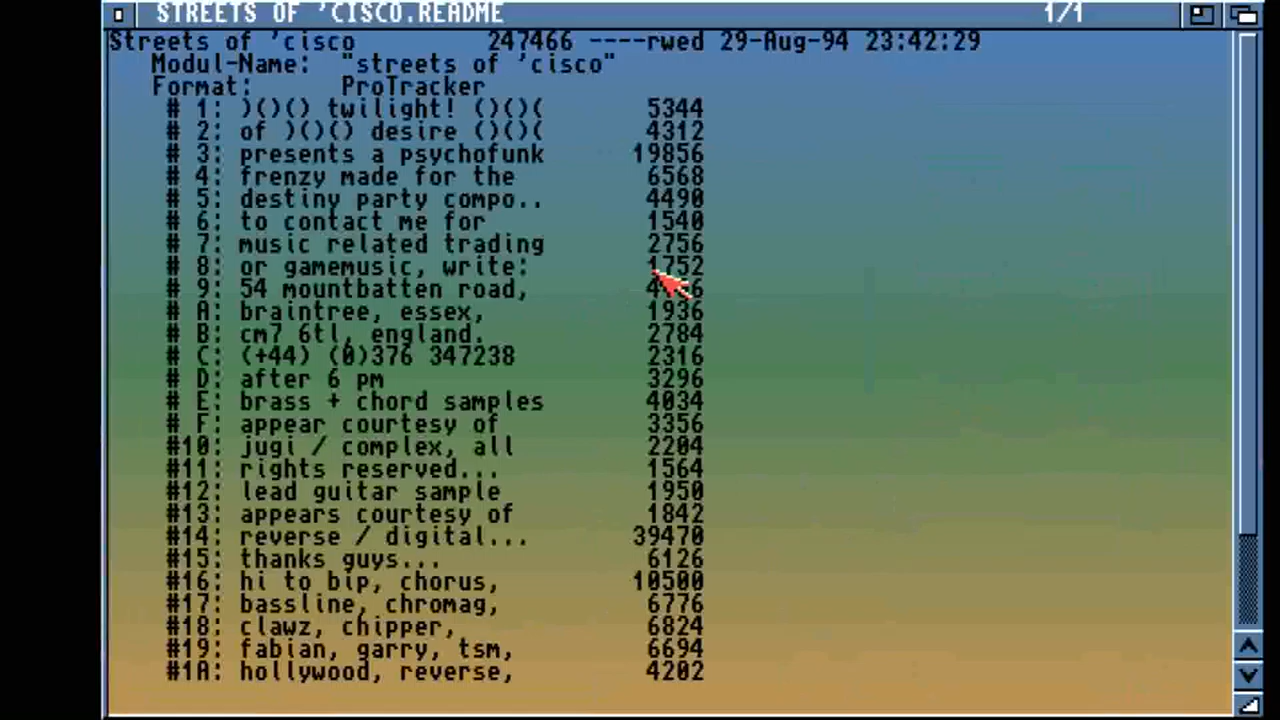 STREETS OF 'CISCO.README 1/1
Streets of 'cisco 247466 ----rwed 29-Aug-94 23:42:29
Modul-Name: "streets of 'cisco"
Format: ProTracker
# 1: )()() twilight! ()()( 5344
# 2: of )()() desire ()()( 4312
# 3: presents a psychofunk 19856
# 4: frenzy made for the 6568
# 5: destiny party compo.. 4490
# 6: to contact me for 1540
# 7: music related trading 2756
# 8: or gamemusic, write: 1752
# 9: 54 mountbatten road,
# A: braintree, essex, 1936
# B: cm7 6tl, england. 2784
# C: (+44) (0)376 347238 2316
# D: after 6 pm 3296
# E: brass + chord samples 4034
# F: appear courtesy of 3356
#10: jugi / complex, all 2204
#11: rights reserved... 1564
#12: lead guitar sample 1950
#13: appears courtesy of 1842
#14: reverse / digital... 39470
#15: thanks guys... 6126
#16: hi to bip, chorus, 10500
#17: bassline, chromag, 6776
#18: clawz, chipper, 6824
#19: fabian, garry, tsm, 6694
#1A: hollywood, reverse, 4202